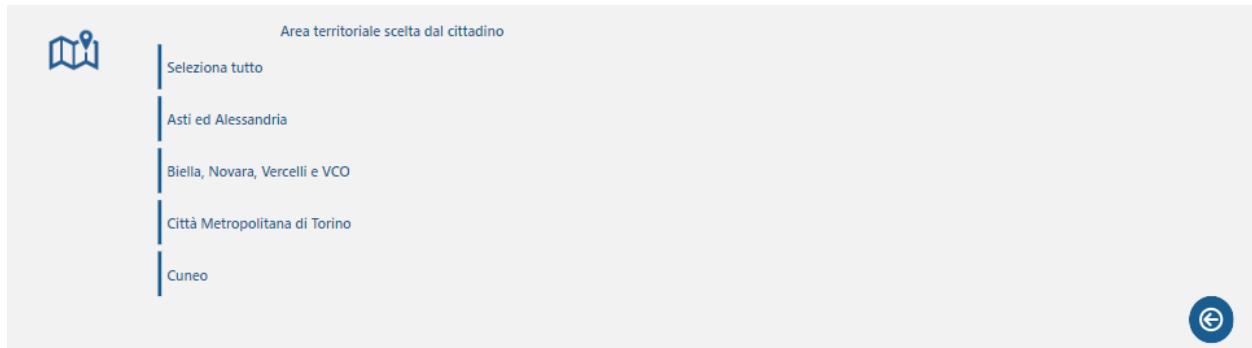 Area territoriale scelta dal cittadino
Seleziona tutto
Asti ed Alessandria
Biella, Novara, Vercelli e VCO
Città Metropolitana di Torino
Cuneo